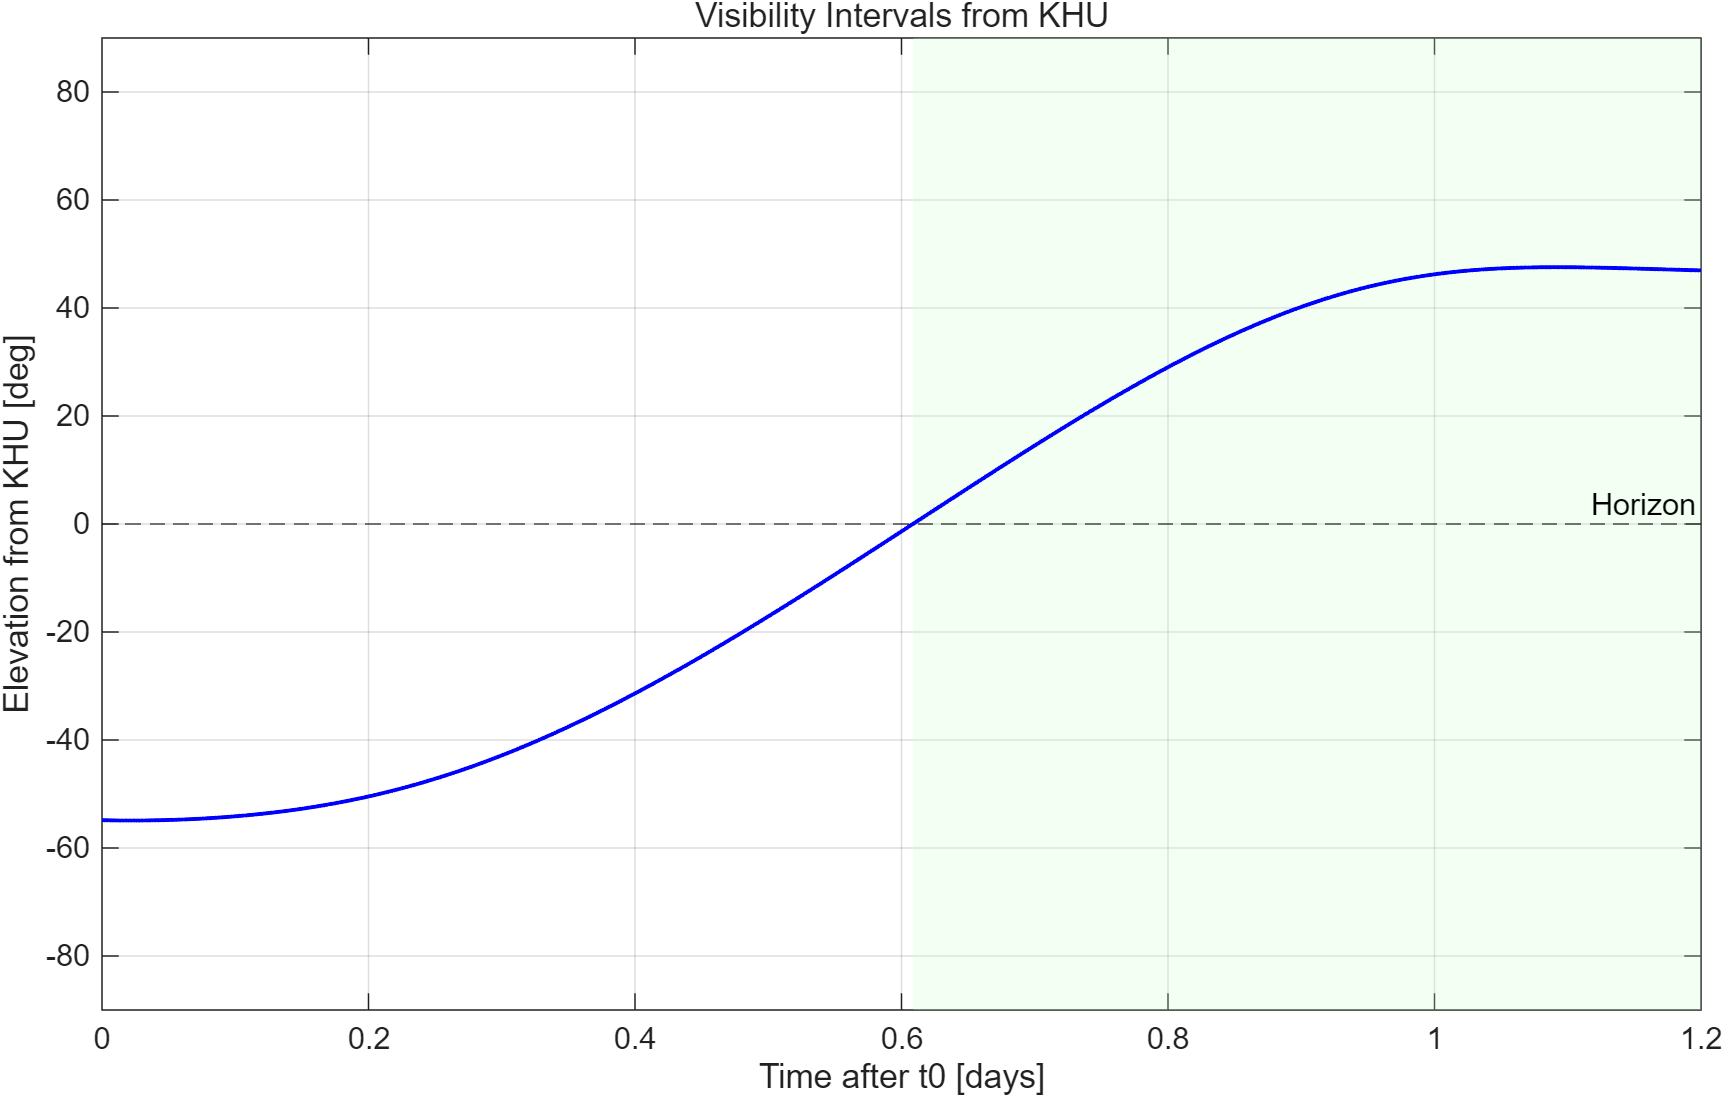 Visibility Intervals from KHU
Elevation from KHU [deg]
80
60
40
20
0
-20
-40
-60
-80
Horizon
0 0.2 0.4 0.6 0.8 1 1.2
Time after t0 [days]